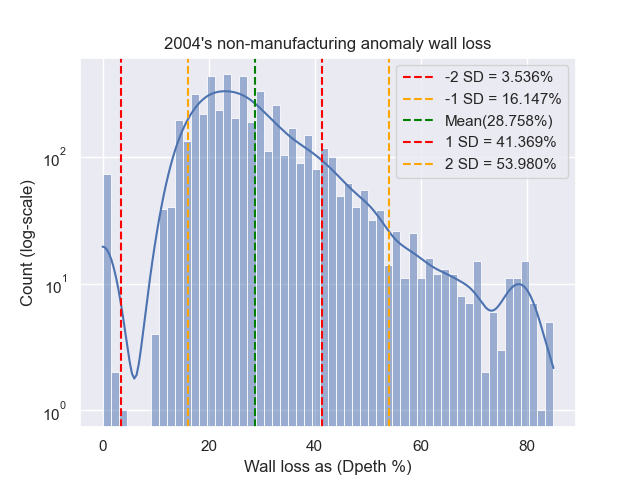 2004's non-manufacturing anomaly wall loss
-2 SD = 3.536%
-1 SD = 16.147%
Mean(28.758%)
1 SD = 41.369%
2 SD = 53.980%
Count (log-scale)
10²
10¹
10⁰
0 20 40 60 80
Wall loss as (Dpeth %)